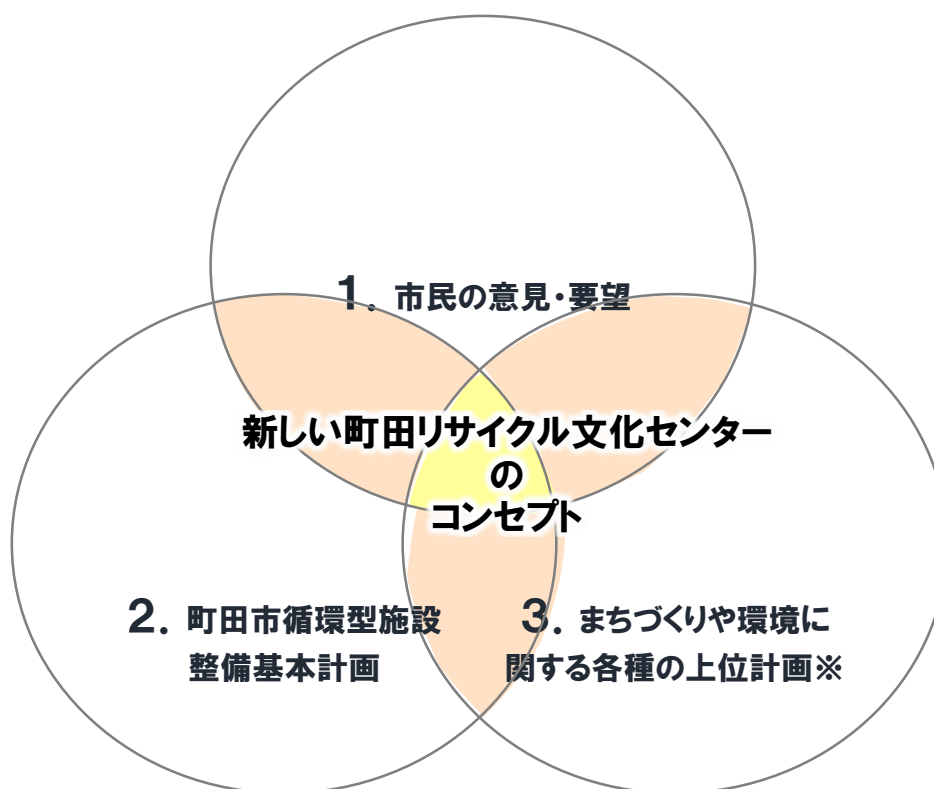 1. 市民の意見・要望
新しい町田リサイクル文化センター
の
コンセプト
2. 町田市循環型施設
整備基本計画
3. まちづくりや環境に
関する各種の上位計画※